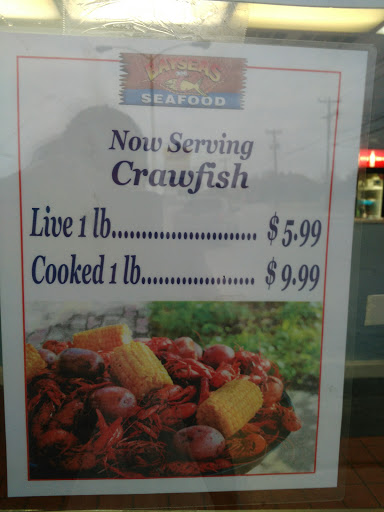 SEAFOOD
Now Serving
Crawfish
Live 1 lb........................ $5.99
Cooked 1 lb................... $9.99